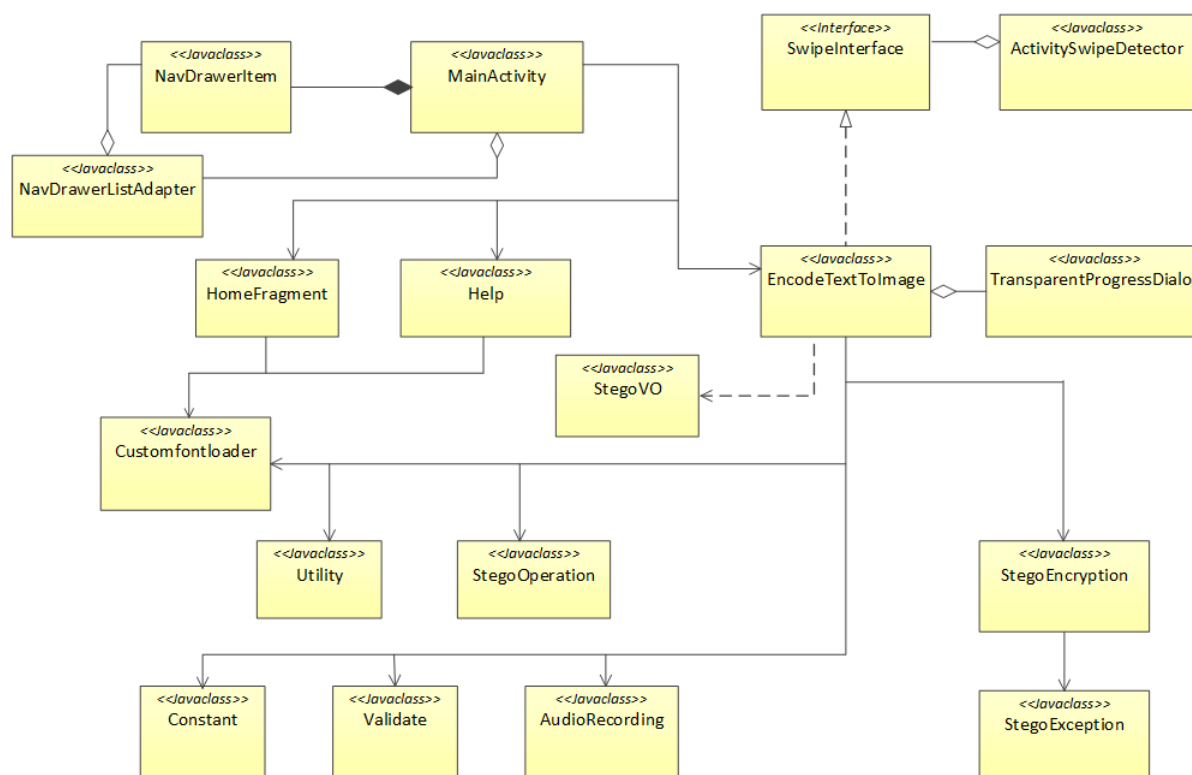 <<Javaclass>>
NavDrawerItem
<<Javaclass>>
MainActivity
<<Interface>>
SwipeInterface
<<Javaclass>>
ActivitySwipeDetector
<<Javaclass>>
NavDrawerListAdapter
<<Javaclass>>
HomeFragment
<<Javaclass>>
Help
<<Javaclass>>
EncodeTextToImage
<<Javaclass>>
TransparentProgressDialo
<<Javaclass>>
StegoVO
<<Javaclass>>
Customfontloader
<<Javaclass>>
Utility
<<Javaclass>>
StegoOperation
<<Javaclass>>
StegoEncryption
<<Javaclass>>
Constant
<<Javaclass>>
Validate
<<Javaclass>>
AudioRecording
<<Javaclass>>
StegoException